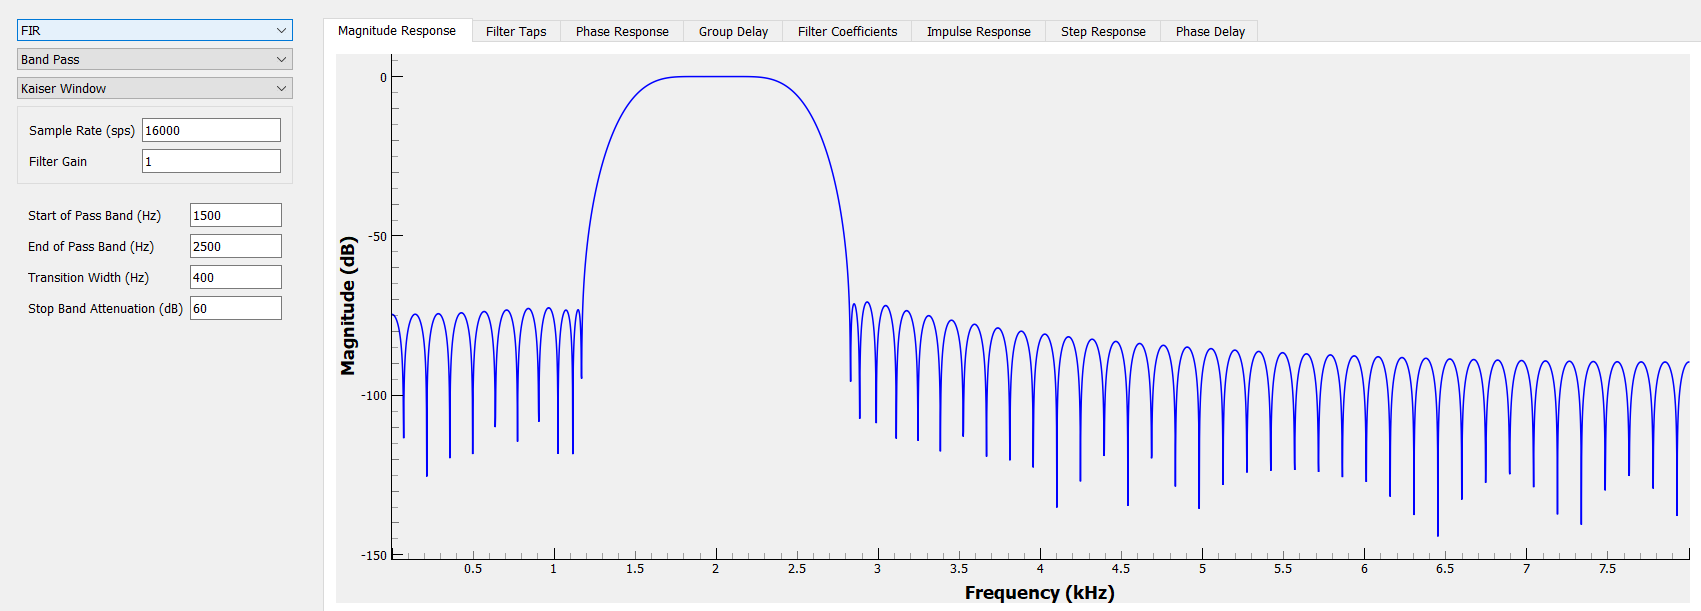 FIR
Band Pass
Kaiser Window
Sample Rate (sps) 16000
Filter Gain 1
Start of Pass Band (Hz) 1500
End of Pass Band (Hz) 2500
Transition Width (Hz) 400
Stop Band Attenuation (dB) 60
Magnitude Response Filter Taps Phase Response Group Delay Filter Coefficients Impulse Response Step Response Phase Delay
Magnitude (dB)
0
-50
-100
-150
0.5 1 1.5 2 2.5 3 3.5 4 4.5 5 5.5 6 6.5 7 7.5
Frequency (kHz)